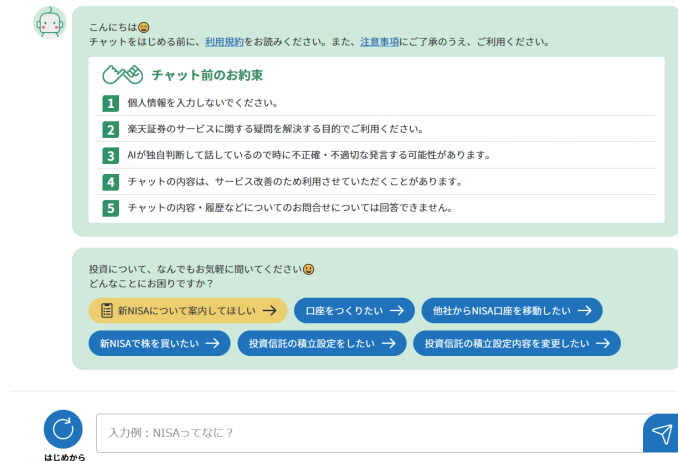 こんにちは😄
チャットをはじめる前に、利用規約をお読みください。また、注意事項にご了承のうえ、ご利用ください。
チャット前のお約束
1 個人情報を入力しないでください。
2 楽天証券のサービスに関する疑問を解決する目的でご利用ください。
3 AIが独自判断して話しているので時に不正確・不適切な発言する可能性があります。
4 チャットの内容は、サービス改善のため利用させていただくことがあります。
5 チャットの内容・履歴などについてのお問合せについては回答できません。
投資について、なんでもお気軽に聞いてください😀
どんなことにお困りですか？
新NISAについて案内してほしい → 口座をつくりたい → 他社からNISA口座を移動したい →
新NISAで株を買いたい → 投資信託の積立設定をしたい → 投資信託の積立設定内容を変更したい →
入力例：NISAってなに？
はじめから